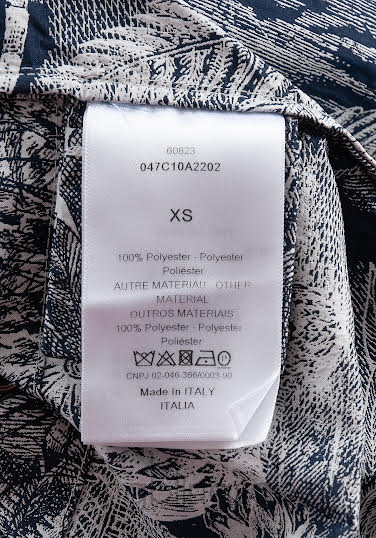 60823
047C10A2202
XS
100% Polyester - Polyester
Poliéster
AUTRE MATERIAU OTHER
MATERIAL
OUTROS MATERIAIS
100% Polyester - Polyester
Poliéster
CNPJ 02-046-366/0003-90
Made in ITALY
ITALIA